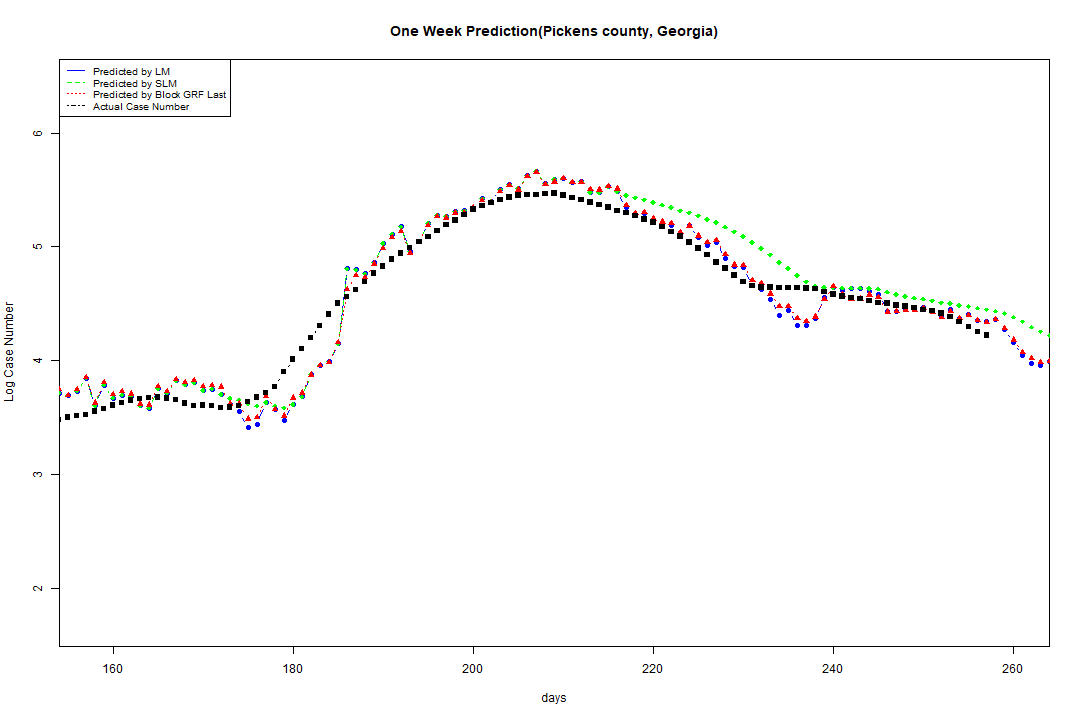 One Week Prediction(Pickens county, Georgia)
Predicted by LM
Predicted by SLM
Predicted by Block GRF Last
Actual Case Number
6
5
4
3
2
Log Case Number
160 180 200 220 240 260
days